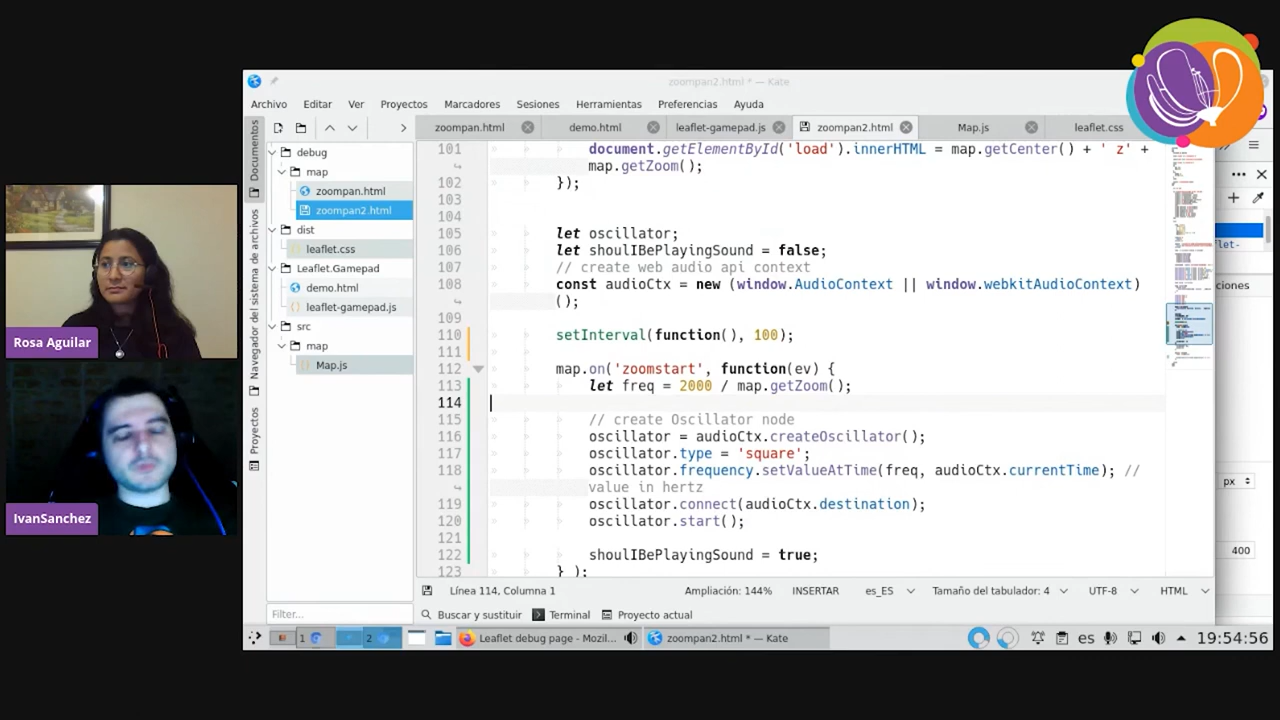 zoompan2.html * — Kate
Archivo Editar Ver Proyectos Marcadores Sesiones Herramientas Preferencias Ayuda
zoompan.html demo.html leaflet-gamepad.js zoompan2.html Map.js leaflet.css
Documentos
Navegador del sistema de archivos
Proyectos
debug
map
zoompan.html
zoompan2.html
dist
leaflet.css
Leaflet.Gamepad
demo.html
leaflet-gamepad.js
src
map
Map.js
Filter...
101 document.getElementById('load').innerHTML = map.getCenter() + ' z' +
map.getZoom();
102 });
103
104
105 let oscillator;
106 let shoulIBePlayingSound = false;
107 // create web audio api context
108 const audioCtx = new (window.AudioContext || window.webkitAudioContext)
();
109
110 setInterval(function(), 100);
111
112 map.on('zoomstart', function(ev) {
113 let freq = 2000 / map.getZoom();
114
115 // create Oscillator node
116 oscillator = audioCtx.createOscillator();
117 oscillator.type = 'square';
118 oscillator.frequency.setValueAtTime(freq, audioCtx.currentTime); //
value in hertz
119 oscillator.connect(audioCtx.destination);
120 oscillator.start();
121
122 shoulIBePlayingSound = true;
123 } );
Línea 114, Columna 1 Ampliación: 144% INSERTAR es_ES Tamaño del tabulador: 4 UTF-8 HTML
Buscar y sustituir Terminal Proyecto actual
1 2 Leaflet debug page - Mozil... zoompan2.html * — Kate es 19:54:56
px
400
Rosa Aguilar
IvanSanchez